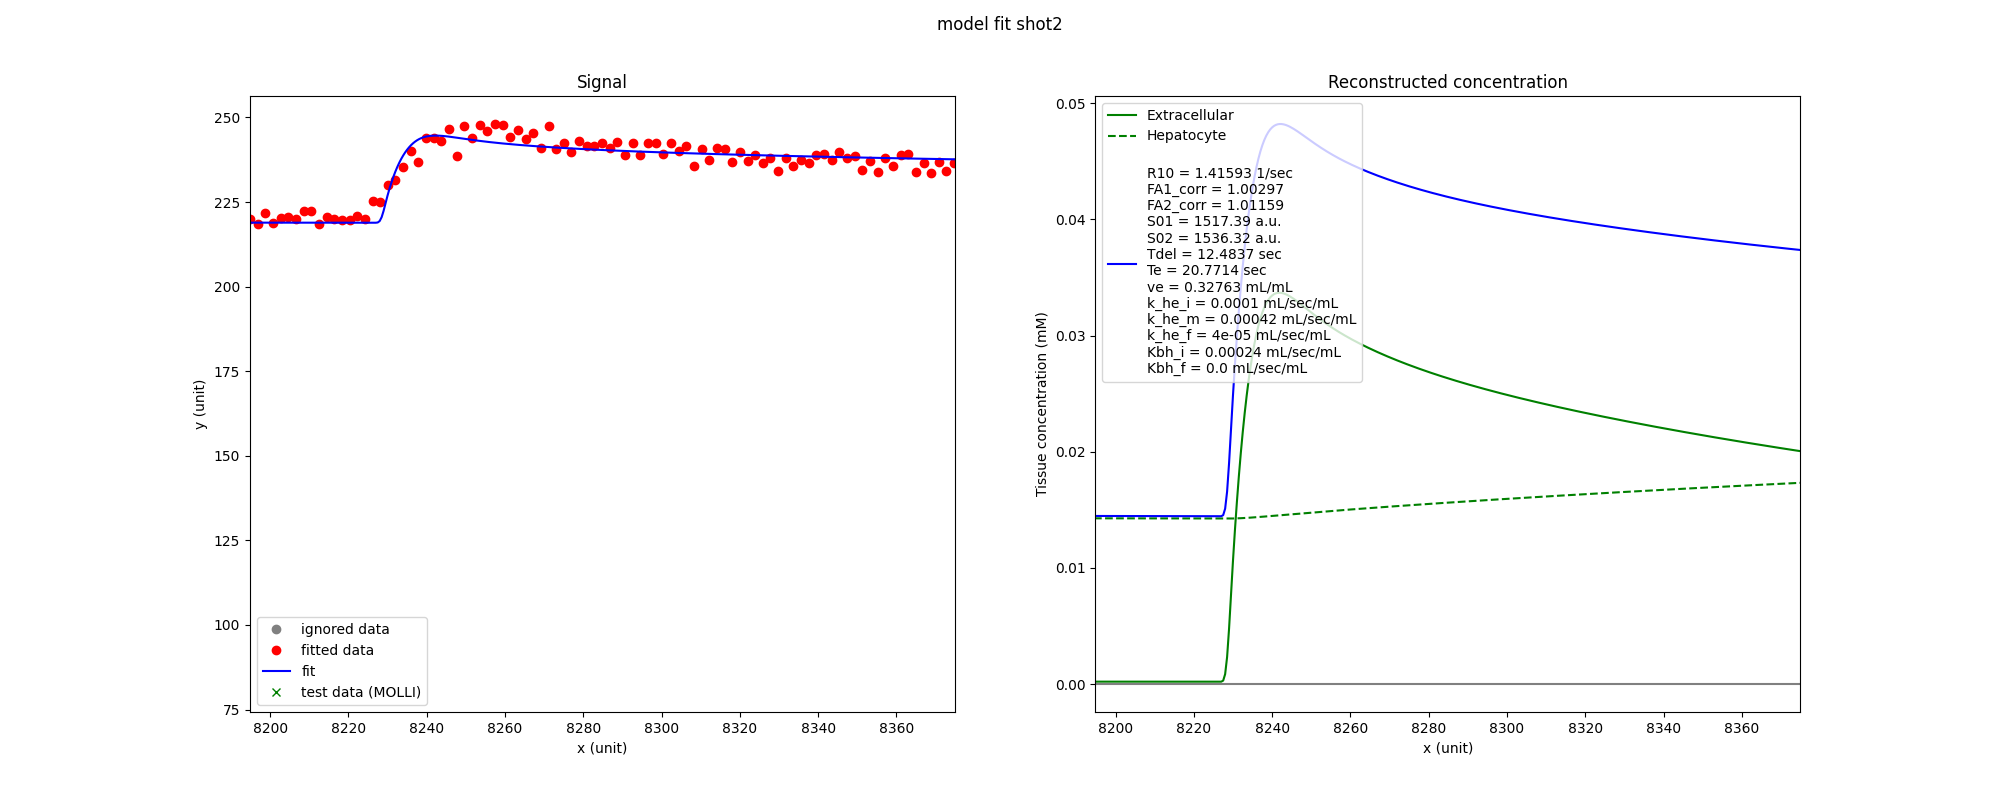 model fit shot2
Signal
250
225
200
175
150
125
100
75
y (unit)
ignored data
fitted data
fit
test data (MOLLI)
8200 8220 8240 8260 8280 8300 8320 8340 8360
x (unit)
Reconstructed concentration
0.05
0.04
0.03
0.02
0.01
0.00
Tissue concentration (mM)
Extracellular
Hepatocyte
R10 = 1.41593 1/sec
FA1_corr = 1.00297
FA2_corr = 1.01159
S01 = 1517.39 a.u.
S02 = 1536.32 a.u.
Tdel = 12.4837 sec
Te = 20.7714 sec
ve = 0.32763 mL/mL
k_he_i = 0.0001 mL/sec/mL
k_he_m = 0.00042 mL/sec/mL
k_he_f = 4e-05 mL/sec/mL
Kbh_i = 0.00024 mL/sec/mL
Kbh_f = 0.0 mL/sec/mL
8200 8220 8240 8260 8280 8300 8320 8340 8360
x (unit)